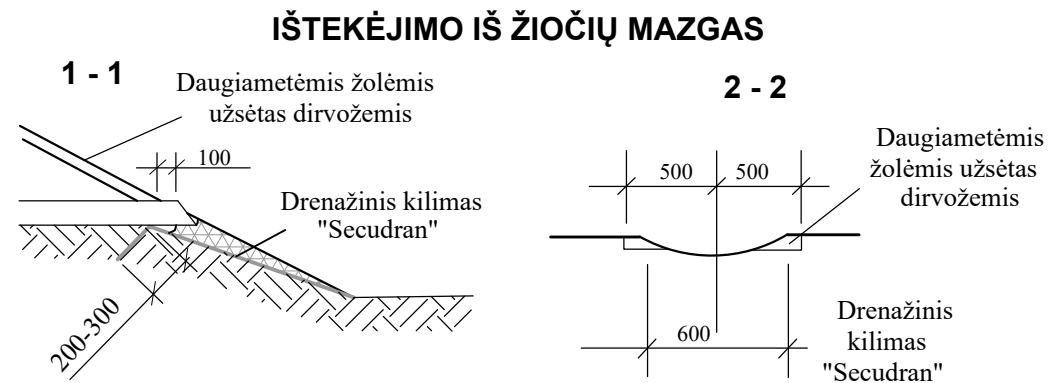 IŠTEKĖJIMO IŠ ŽIOČIŲ MAZGAS
1 - 1
Daugiametėmis žolėmis
užsėtas dirvožemis
100
Drenažinis kilimas
"Secudran"
200-300
2 - 2
Daugiametėmis
žolėmis užsėtas
dirvožemis
500
500
600
Drenažinis
kilimas
"Secudran"